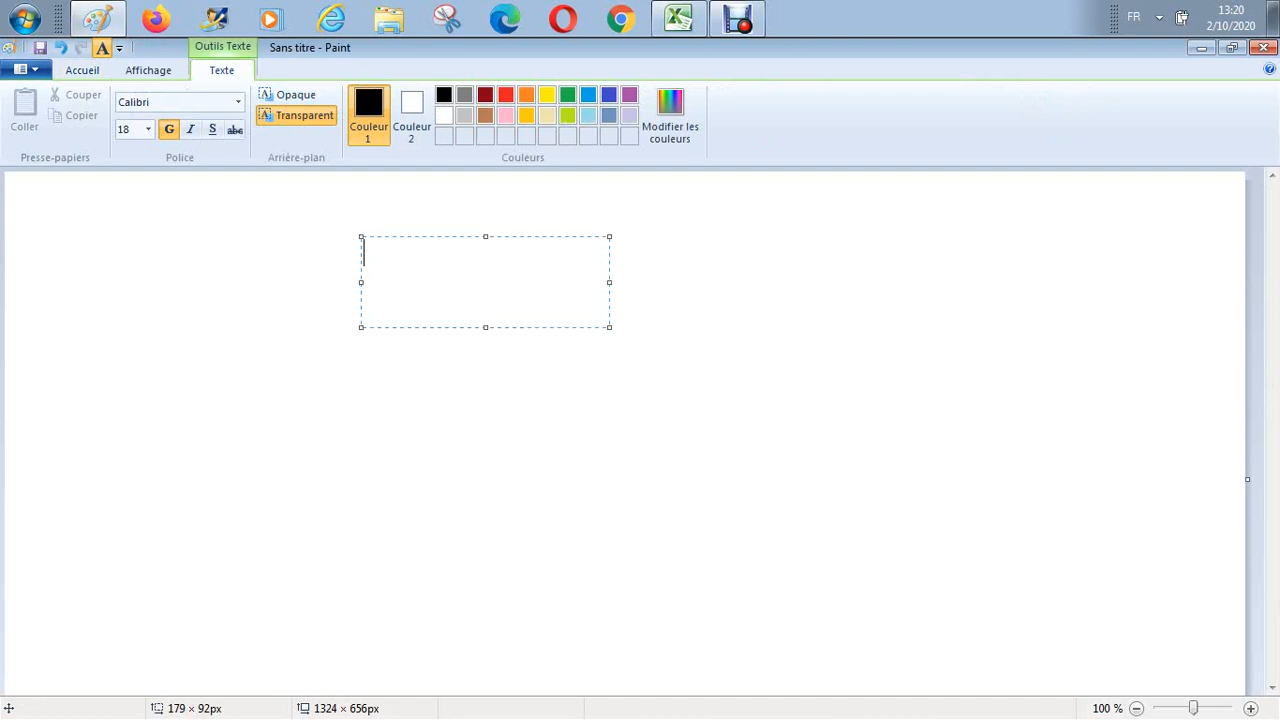 FR
13:20
2/10/2020
A
Outils Texte
Sans titre - Paint
Accueil
Affichage
Texte
Coller
Couper
Copier
Presse-papiers
Calibri
18
G I S abc
Police
A Opaque
A Transparent
Arrière-plan
Couleur 1
Couleur 2
Modifier les couleurs
Couleurs
179 × 92px
1324 × 656px
100 %